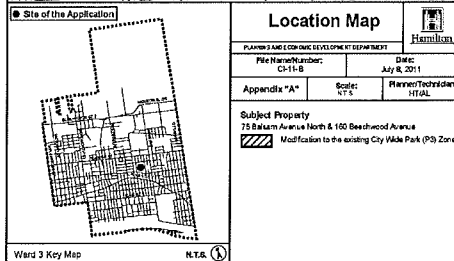 Site of the Application
Location Map
Hamilton
PLANNING AND ECONOMIC DEVELOPMENT DEPARTMENT
File Name/Number:
CI-11-B
Date:
July 8, 2011
Appendix "A"
Scale:
N.T.S
Planner/Technician
HT/AL
Subject Property
75 Balsam Avenue North & 160 Beechwood Avenue
Modification to the existing City Wide Park (P3) Zone
Ward 3 Key Map
N.T.S.